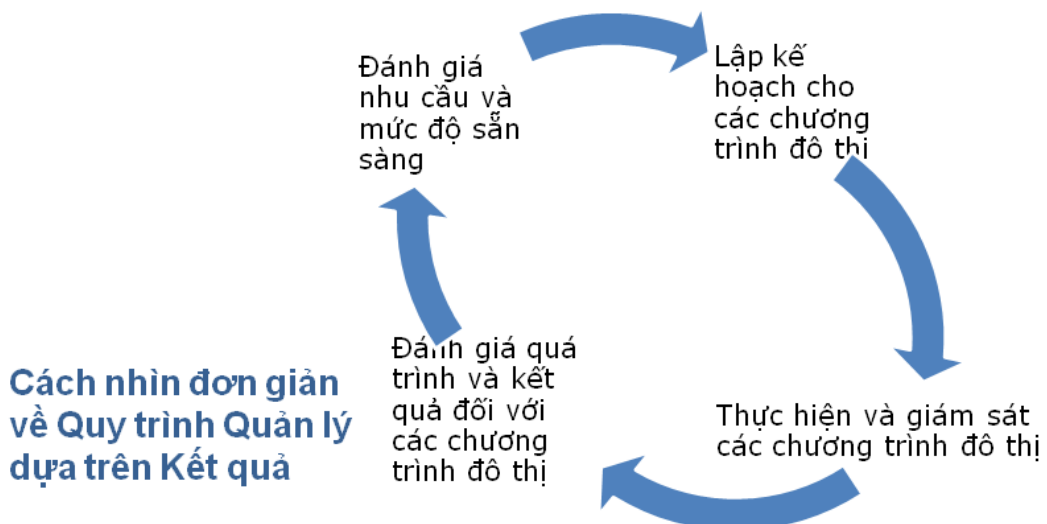 Đánh giá
nhu cầu và
mức độ sẵn
sàng
Lập kế
hoạch cho
các chương
trình đô thị
Thực hiện và giám sát
các chương trình đô thị
Đánh giá quá
trình và kết
quả đối với
các chương
trình đô thị
Cách nhìn đơn giản
về Quy trình Quản lý
dựa trên Kết quả